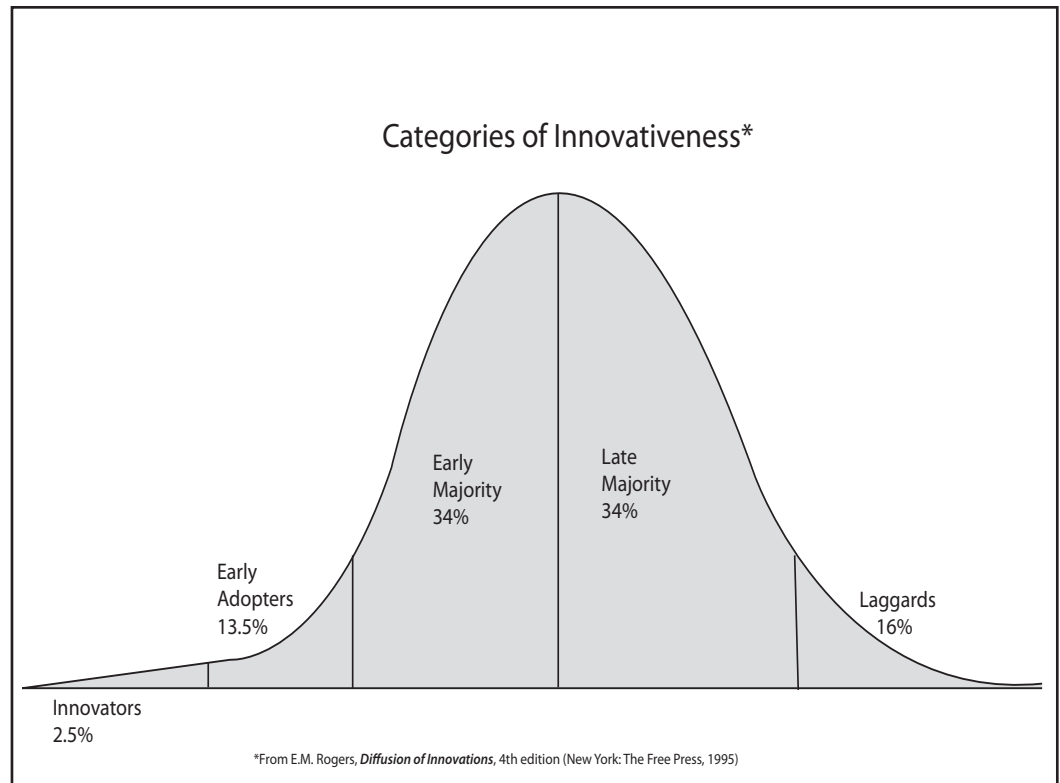 Categories of Innovativeness*
Early
Majority
34%
Late
Majority
34%
Early
Adopters
13.5%
Laggards
16%
Innovators
2.5%
*From E.M. Rogers, Diffusion of Innovations, 4th edition (New York: The Free Press, 1995)